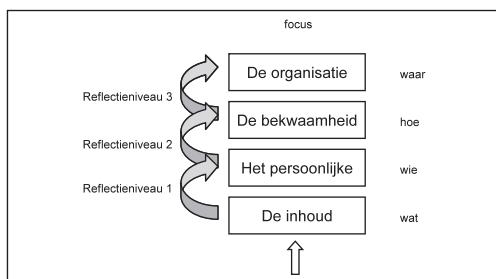 focus
De organisatie waar
Reflectieniveau 3
De bekwaamheid hoe
Reflectieniveau 2
Het persoonlijke wie
Reflectieniveau 1
De inhoud wat